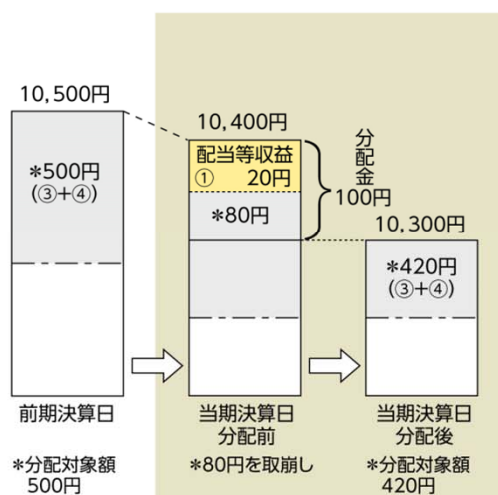 10,500円
*500円
(③+④)
前期決算日
*分配対象額
500円
10,400円
配当等収益
① 20円
*80円
分配金
100円
当期決算日
分配前
*80円を取崩し
10,300円
*420円
(③+④)
当期決算日
分配後
*分配対象額
420円